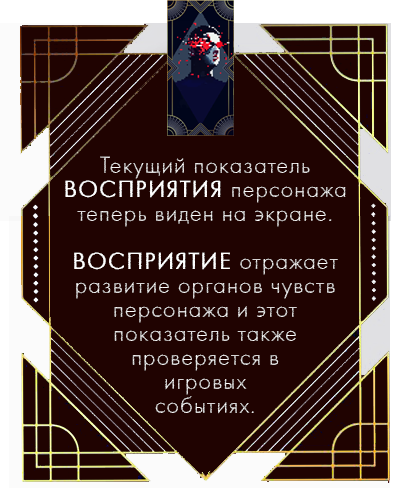 Текущий показатель
ВОСПРИЯТИЯ персонажа
теперь виден на экране.
ВОСПРИЯТИЕ отражает
развитие органов чувств
персонажа и этот
показатель также
проверяется в
игровых
событиях.